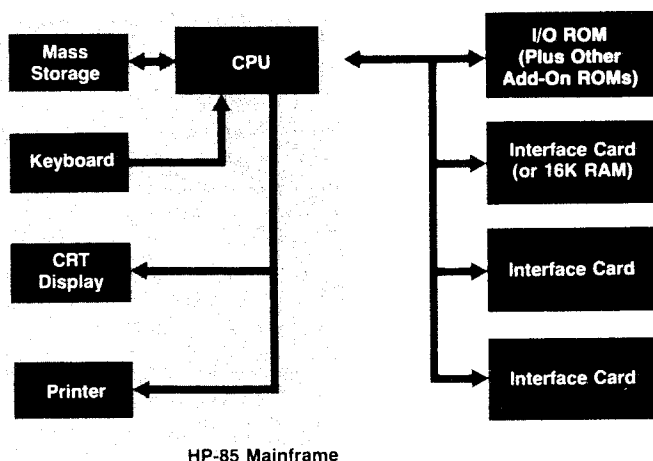 Mass
Storage
CPU
Keyboard
CRT
Display
Printer
HP-85 Mainframe
I/O ROM
(Plus Other
Add-On ROMs)
Interface Card
(or 16K RAM)
Interface Card
Interface Card